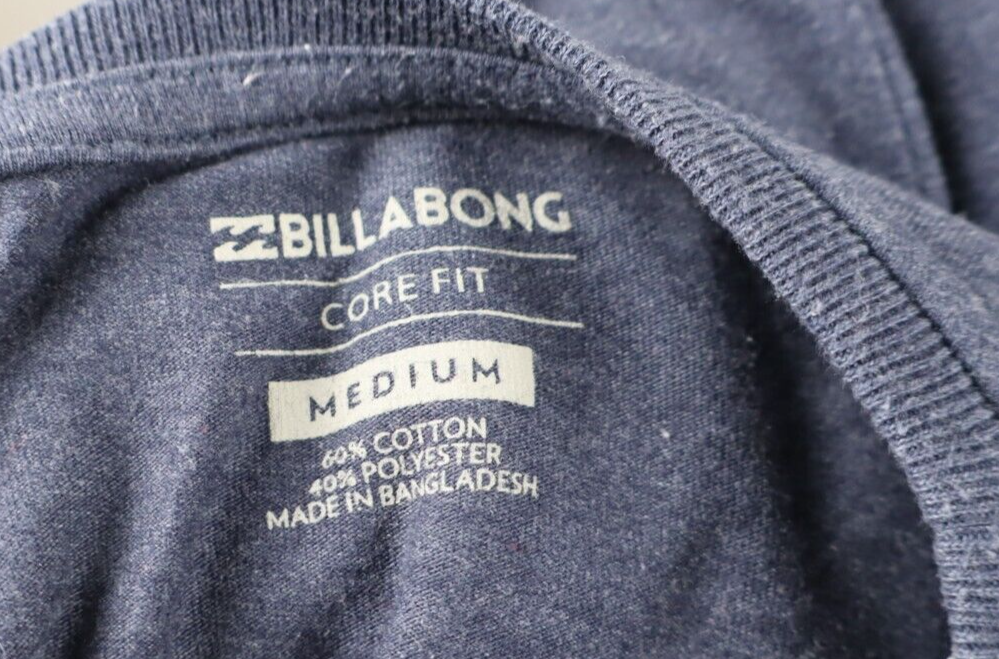 BILLABONG
CORE FIT
MEDIUM
60% COTTON
40% POLYESTER
MADE IN BANGLADESH